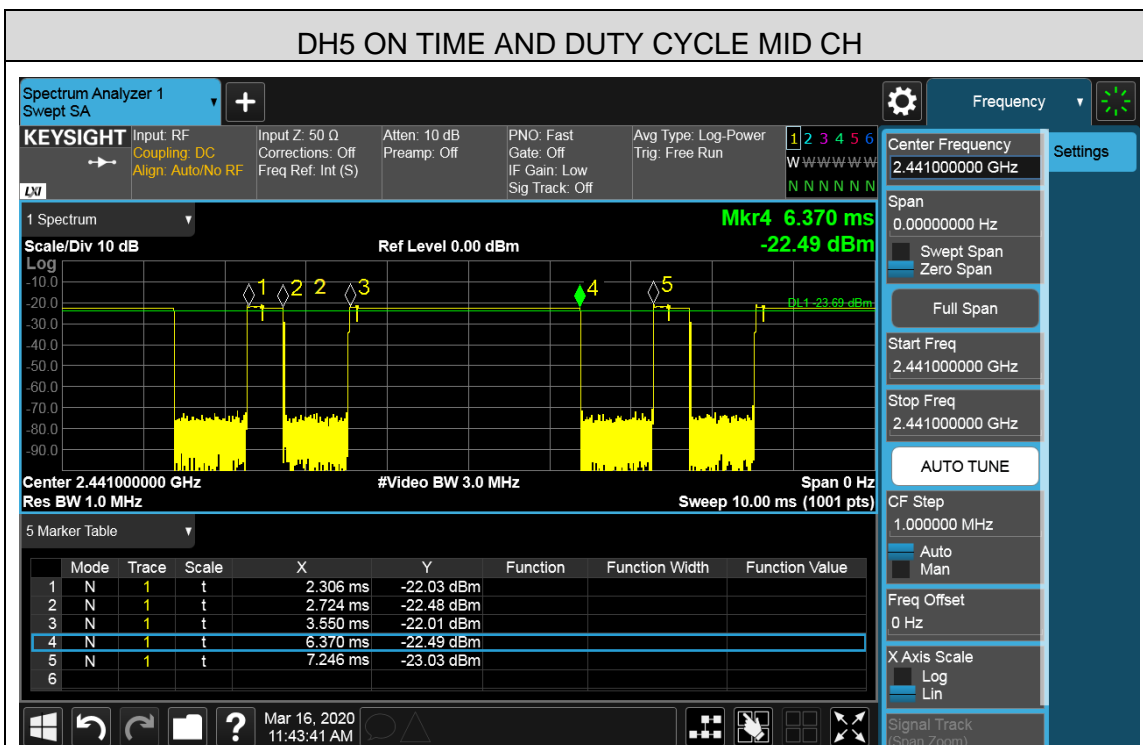 DH5 ON TIME AND DUTY CYCLE MID CH
Spectrum Analyzer 1
Swept SA
+
Frequency
KEYSIGHT
Input: RF
Coupling: DC
Align: Auto/No RF
Input Z: 50 Ω
Corrections: Off
Freq Ref: Int (S)
Atten: 10 dB
Preamp: Off
PNO: Fast
Gate: Off
IF Gain: Low
Sig Track: Off
Avg Type: Log-Power
Trig: Free Run
1 2 3 4 5 6
W W W W W W
N N N N N N
LXI
1 Spectrum
Mkr4 6.370 ms
-22.49 dBm
Scale/Div 10 dB
Ref Level 0.00 dBm
Log
-10.0
-20.0
-30.0
-40.0
-50.0
-60.0
-70.0
-80.0
-90.0
1 2 2 3 4 5
DL1 -23.69 dBm
Center 2.441000000 GHz
#Video BW 3.0 MHz
Span 0 Hz
Res BW 1.0 MHz
Sweep 10.00 ms (1001 pts)
5 Marker Table
Mode Trace Scale X Y Function Function Width Function Value
1 N 1 t 2.306 ms -22.03 dBm
2 N 1 t 2.724 ms -22.48 dBm
3 N 1 t 3.550 ms -22.01 dBm
4 N 1 t 6.370 ms -22.49 dBm
5 N 1 t 7.246 ms -23.03 dBm
6
?
Mar 16, 2020
11:43:41 AM
Center Frequency
2.441000000 GHz
Settings
Span
0.00000000 Hz
Swept Span
Zero Span
Full Span
Start Freq
2.441000000 GHz
Stop Freq
2.441000000 GHz
AUTO TUNE
CF Step
1.000000 MHz
Auto
Man
Freq Offset
0 Hz
X Axis Scale
Log
Lin
Signal Track
(Span Zoom)